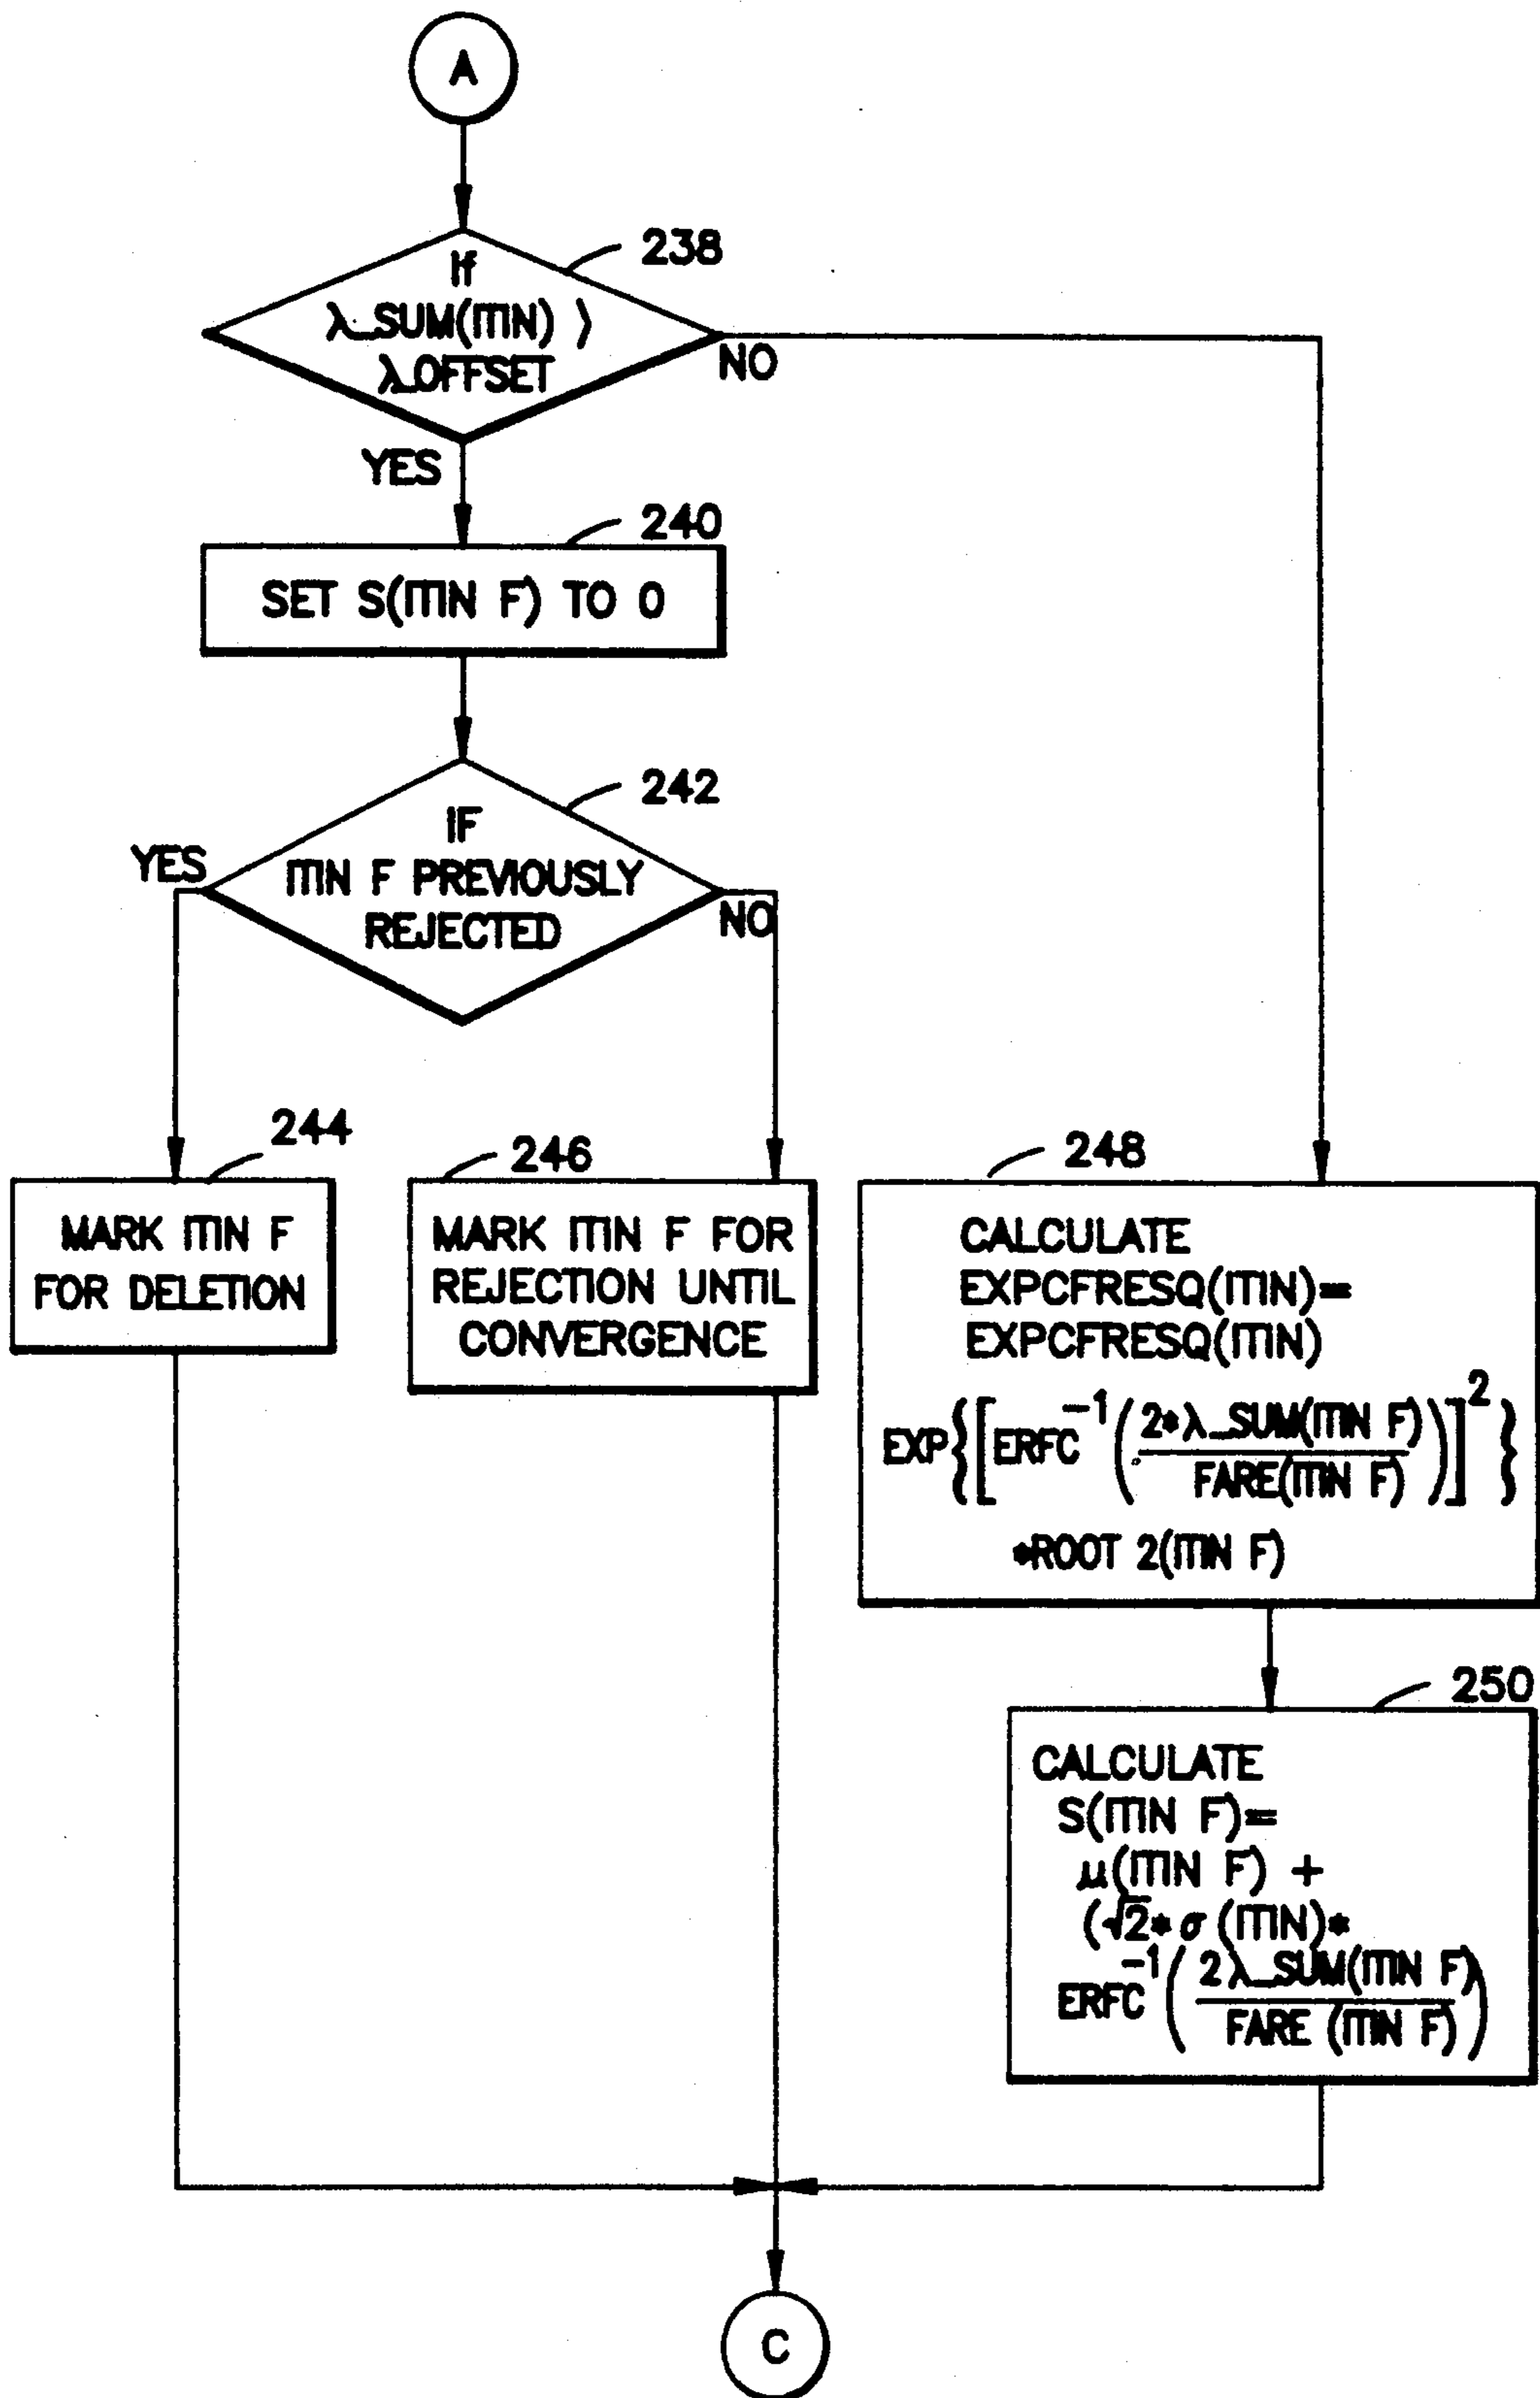 A
If
λ_SUM(ITIN) >
λ_OFFSET
238
NO
YES
240
SET S(ITIN F) TO 0
242
IF
ITIN F PREVIOUSLY
REJECTED
YES
NO
244
MARK ITIN F
FOR DELETION
246
MARK ITIN F FOR
REJECTION UNTIL
CONVERGENCE
248
CALCULATE
EXPCFRESQ(ITIN)=
EXPCFRESQ(ITIN)
EXP{[ERFC⁻¹(2*λ_SUM(ITIN F)
FARE(ITIN F))]²}
*ROOT 2(ITIN F)
250
CALCULATE
S(ITIN F)=
μ(ITIN F) +
(√2* σ (ITIN)*
ERFC⁻¹(2λ_SUM(ITIN F)
FARE (ITIN F))
C